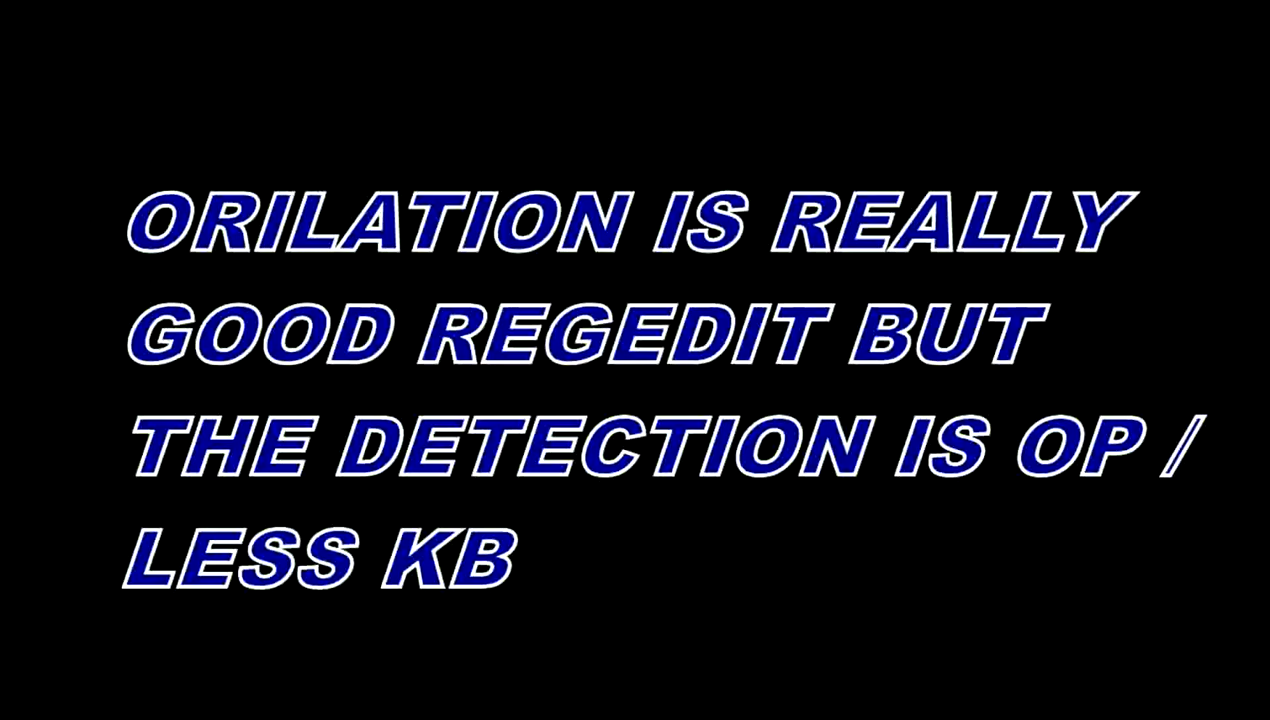 ORILATION IS REALLY
GOOD REGEDIT BUT
THE DETECTION IS OP /
LESS KB